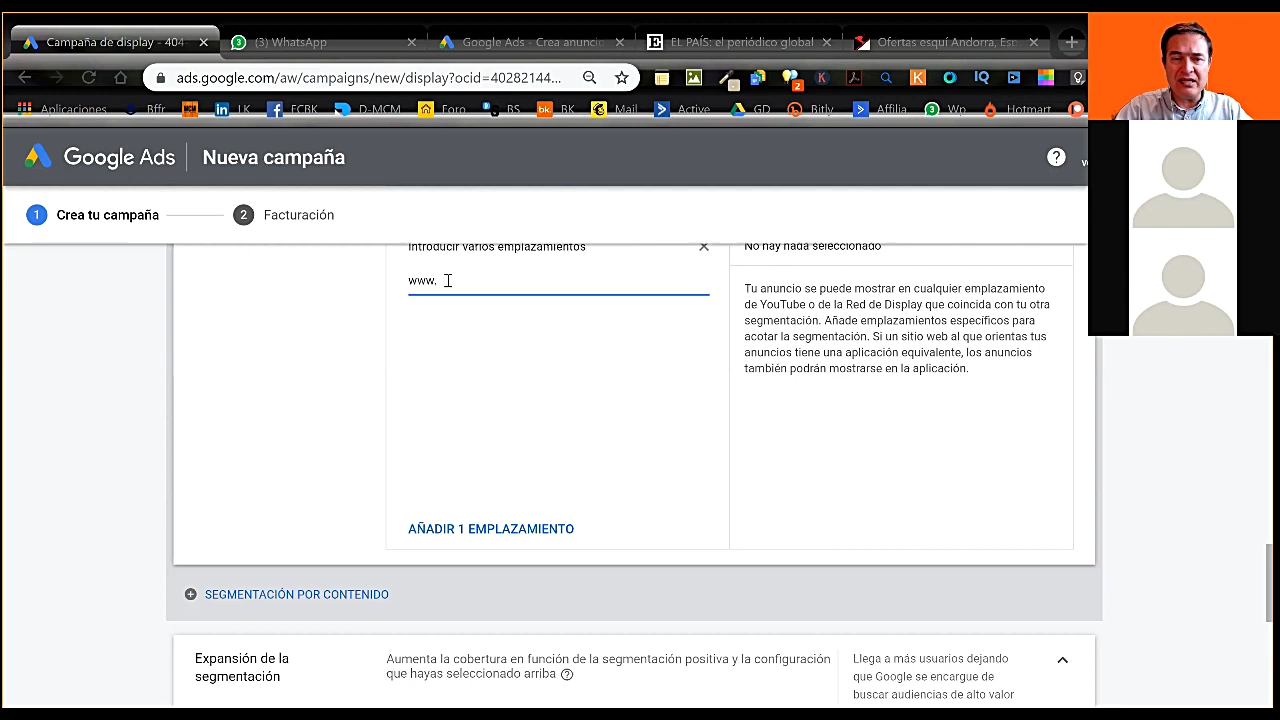 Campaña de display - 404
(3) WhatsApp
Google Ads - Crea anuncio
EL PAÍS: el periódico global
Ofertas esquí Andorra, Esq
ads.google.com/aw/campaigns/new/display?ocid=40282144...
2
K
K
IQ
Aplicaciones
Bffr
LK
FCBK
D-MCM
Foro
BS
bk
BK
Mail
Active
GD
Bitly
Affilia
Wp
Hotmart
Google Ads
Nueva campaña
1
Crea tu campaña
2
Facturación
Introducir varios emplazamientos
No hay nada seleccionado
www.
Tu anuncio se puede mostrar en cualquier emplazamiento
de YouTube o de la Red de Display que coincida con tu otra
segmentación. Añade emplazamientos específicos para
acotar la segmentación. Si un sitio web al que orientas tus
anuncios tiene una aplicación equivalente, los anuncios
también podrán mostrarse en la aplicación.
AÑADIR 1 EMPLAZAMIENTO
SEGMENTACIÓN POR CONTENIDO
Expansión de la
segmentación
Aumenta la cobertura en función de la segmentación positiva y la configuración
que hayas seleccionado arriba
Llega a más usuarios dejando
que Google se encargue de
buscar audiencias de alto valor